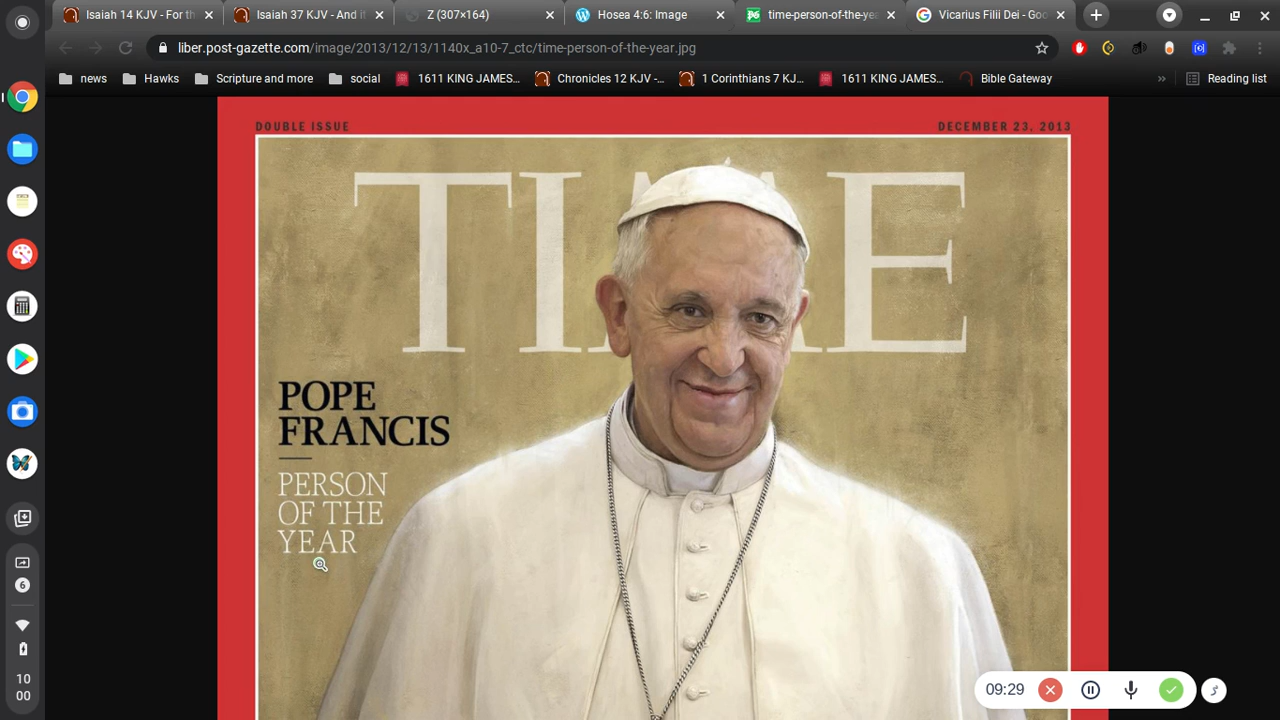 Isaiah 14 KJV - For th
Isaiah 37 KJV - And it
Z (307×164)
Hosea 4:6: Image
time-person-of-the-yea
Vicarius Filii Dei - Goo
liber.post-gazette.com/image/2013/12/13/1140x_a10-7_ctc/time-person-of-the-year.jpg
news
Hawks
Scripture and more
social
1611 KING JAMES...
Chronicles 12 KJV -...
1 Corinthians 7 KJ...
1611 KING JAMES...
Bible Gateway
»
Reading list
DOUBLE ISSUE
DECEMBER 23, 2013
TIME
POPE
FRANCIS
PERSON
OF THE
YEAR
6
10
00
09:29